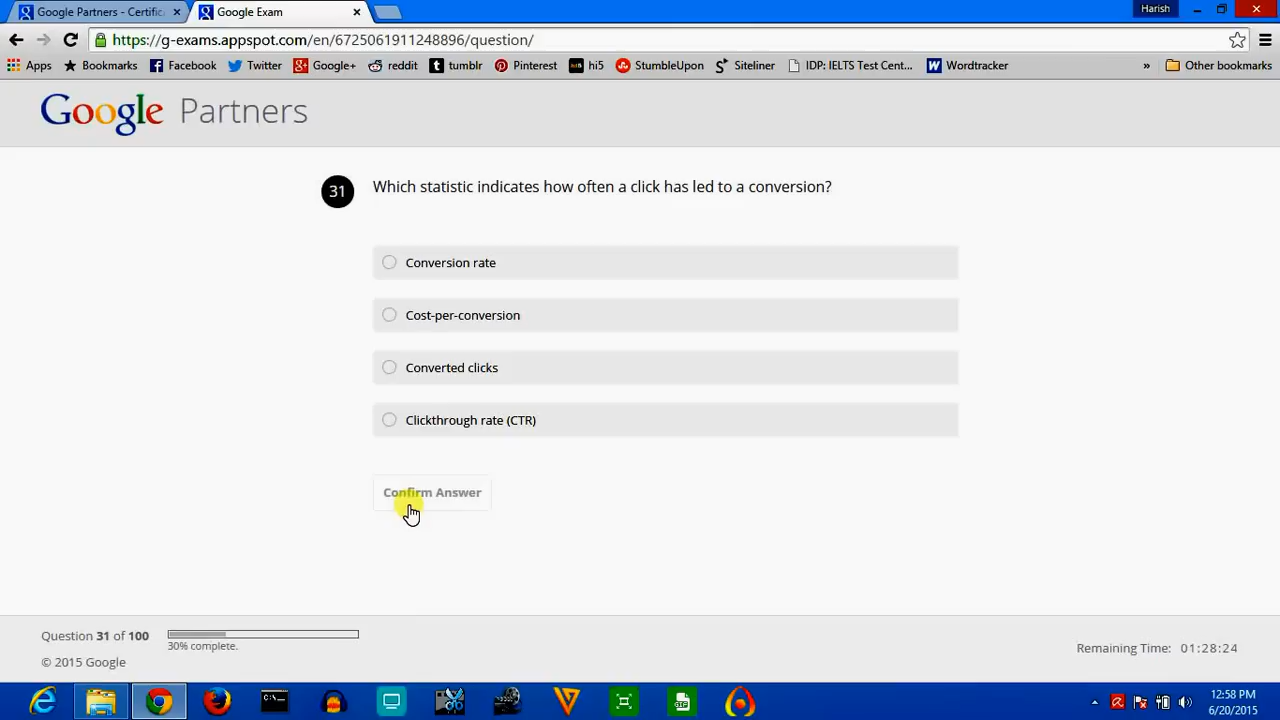 Google Partners - Certific
Google Exam
Harish
https://g-exams.appspot.com/en/6725061911248896/question/
Apps Bookmarks Facebook Twitter Google+ reddit tumblr Pinterest hi5 StumbleUpon Siteliner IDP: IELTS Test Cent... Wordtracker » Other bookmarks
Google Partners
31 Which statistic indicates how often a click has led to a conversion?
Conversion rate
Cost-per-conversion
Converted clicks
Clickthrough rate (CTR)
Confirm Answer
Question 31 of 100
30% complete.
Remaining Time: 01:28:24
© 2015 Google
12:58 PM
6/20/2015